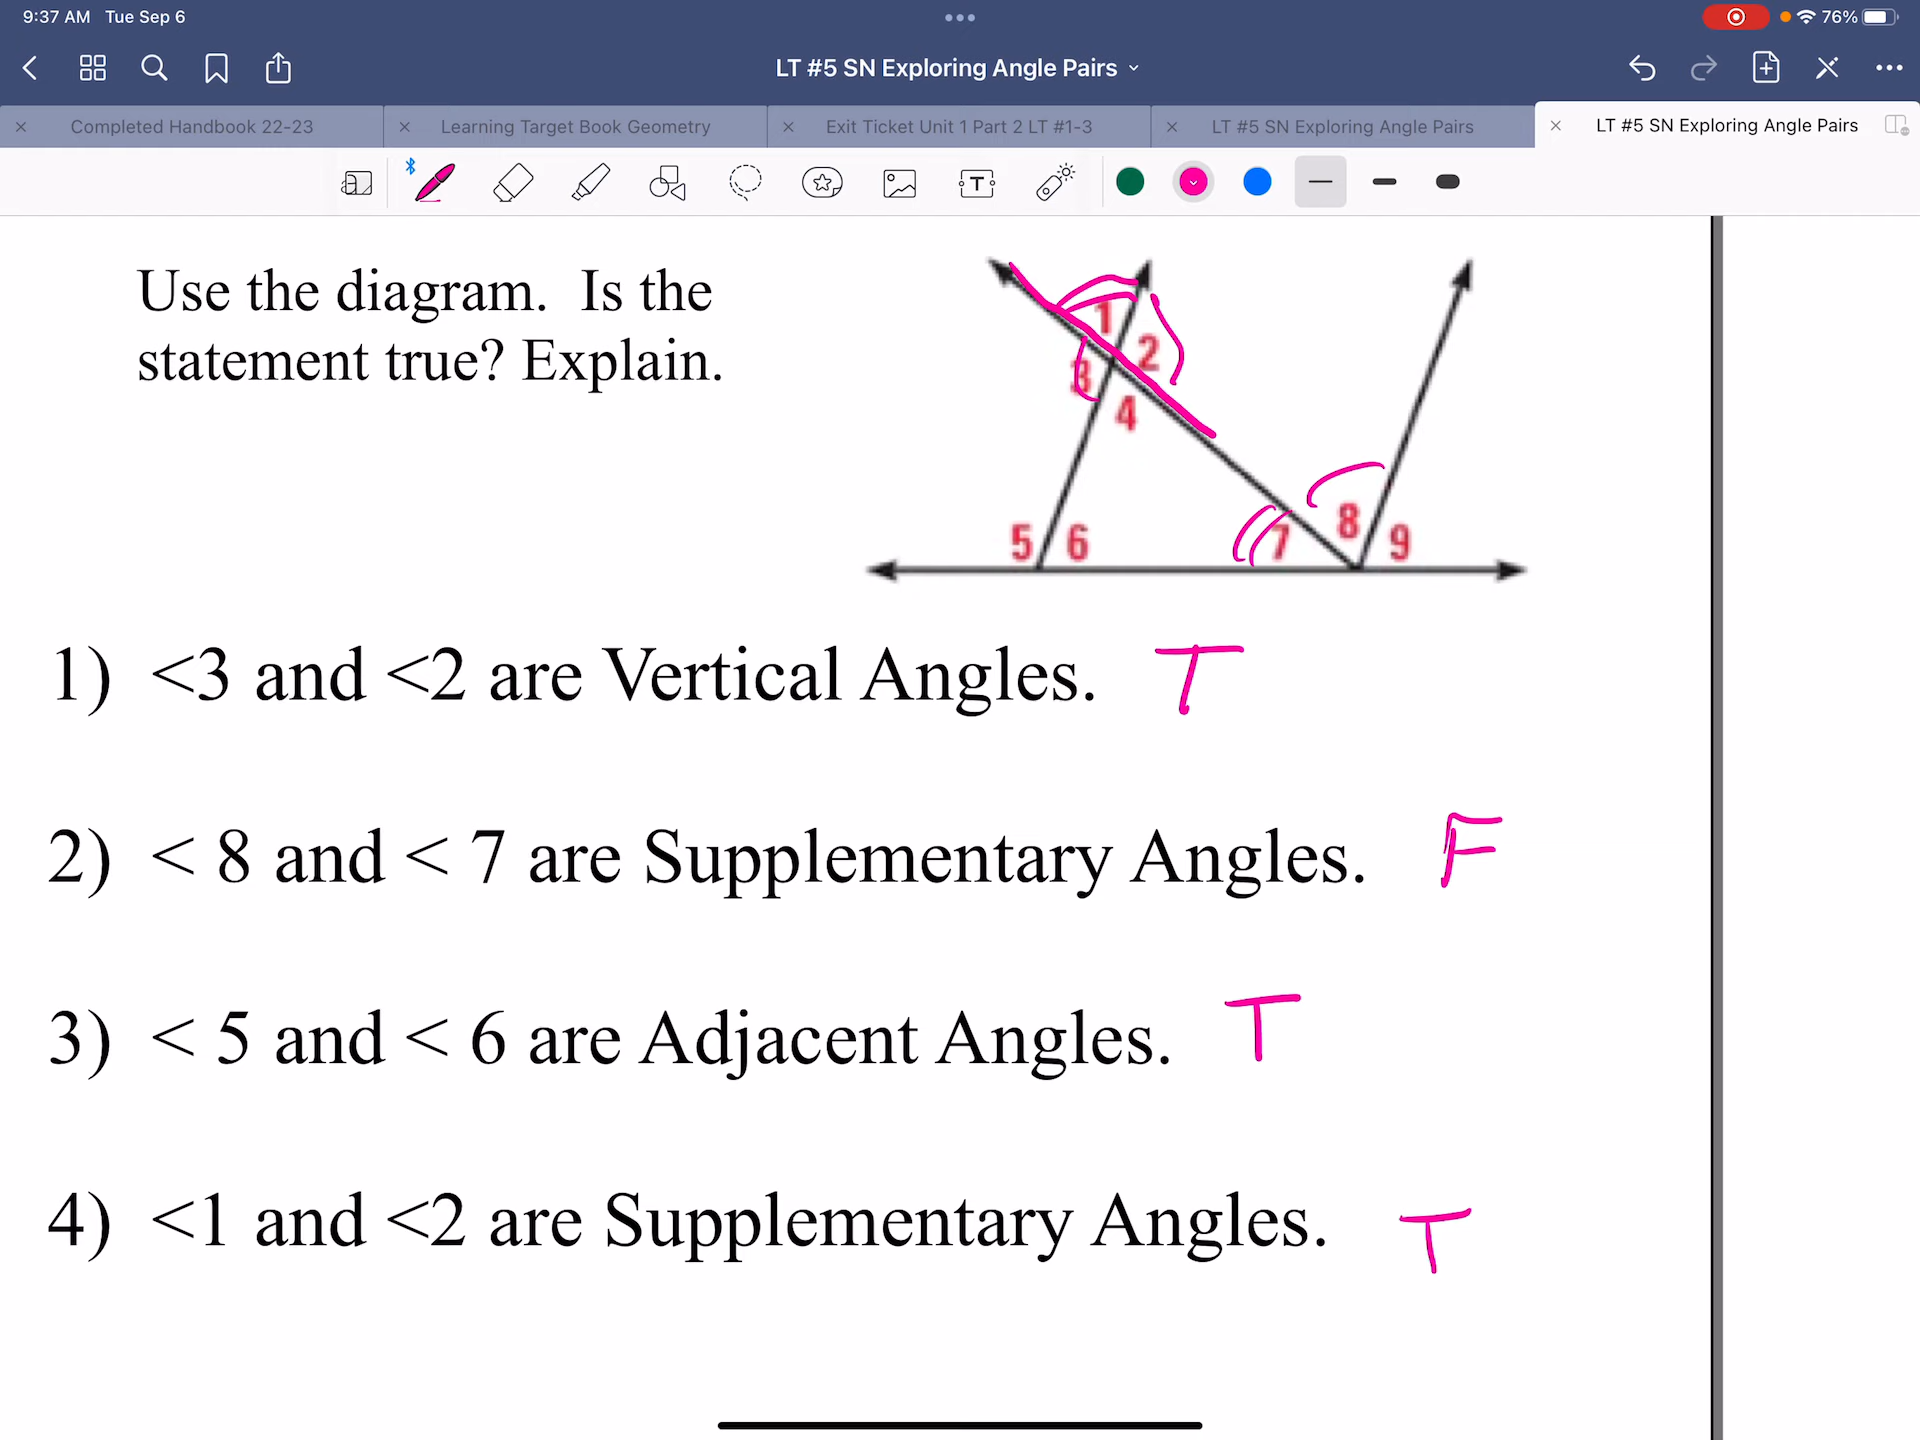 9:37 AM Tue Sep 6
76%
LT #5 SN Exploring Angle Pairs
Completed Handbook 22-23
Learning Target Book Geometry
Exit Ticket Unit 1 Part 2 LT #1-3
LT #5 SN Exploring Angle Pairs
LT #5 SN Exploring Angle Pairs
Use the diagram. Is the
statement true? Explain.
1
2
3
4
5 6
7
8
9
1) <3 and <2 are Vertical Angles. T
2) < 8 and < 7 are Supplementary Angles. F
3) < 5 and < 6 are Adjacent Angles. T
4) <1 and <2 are Supplementary Angles. T